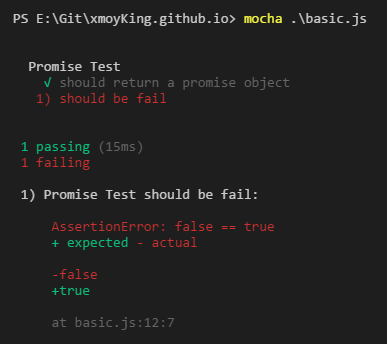 PS E:\Git\xmoyKing.github.io> mocha .\basic.js
Promise Test
√ should return a promise object
1) should be fail
1 passing (15ms)
1 failing
1) Promise Test should be fail:
AssertionError: false == true
+ expected - actual
-false
+true
at basic.js:12:7